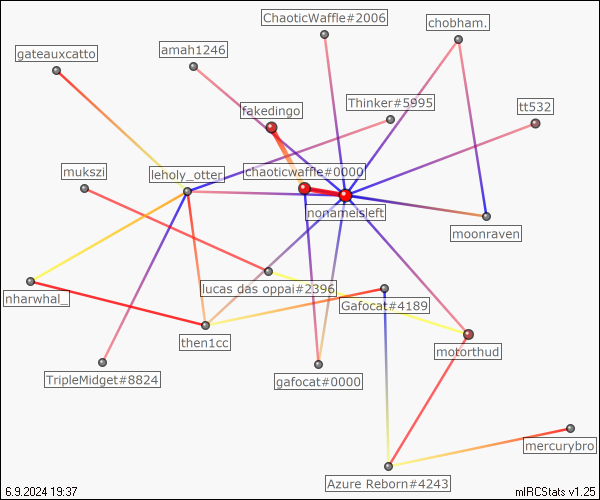 ChaoticWaffle#2006
chobham.
gateauxcatto
amah1246
fakedingo
Thinker#5995
tt532
mukszi
leholy_otter
chaoticwaffle#0000
nonameisleft
moonraven
nharwhal_
lucas das oppai#2396
Gafocat#4189
then1cc
motorthud
TripleMidget#8824
gafocat#0000
mercurybro
Azure Reborn#4243
6.9.2024 19:37
mIRCStats v1.25